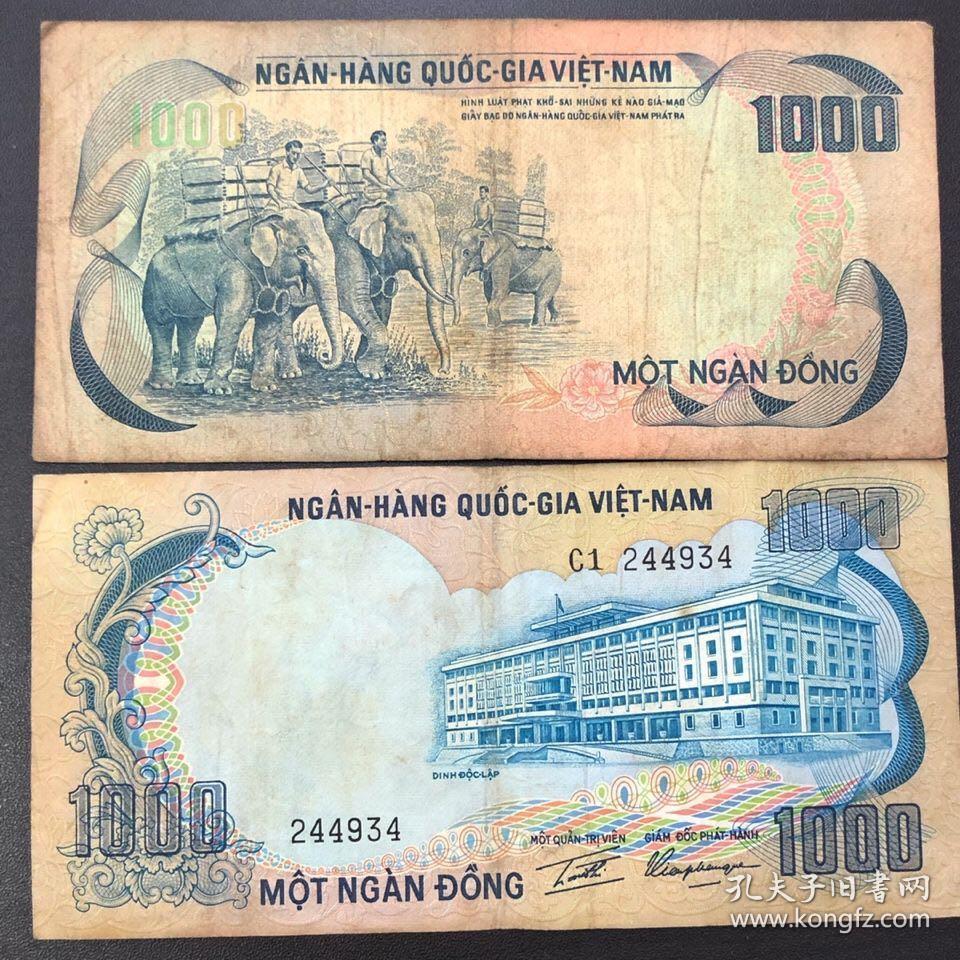 NGÂN-HÀNG QUỐC-GIA VIỆT-NAM
1000
HÌNH LUẬT PHẠT KHỔ-SAI NHỮNG KẺ NÀO GIẢ-MẠO
GIẤY BẠC DO NGÂN-HÀNG QUỐC-GIA VIỆT-NAM PHÁT RA
1000
MỘT NGÀN ĐỒNG
NGÂN-HÀNG QUỐC-GIA VIỆT-NAM
1000
C1 244934
DINH ĐỘC-LẬP
1000
244934
MỘT QUẢN-TRỊ VIÊN
GIÁM ĐỐC PHÁT-HÀNH
1000
MỘT NGÀN ĐỒNG
孔夫子旧书网
www.kongfz.com